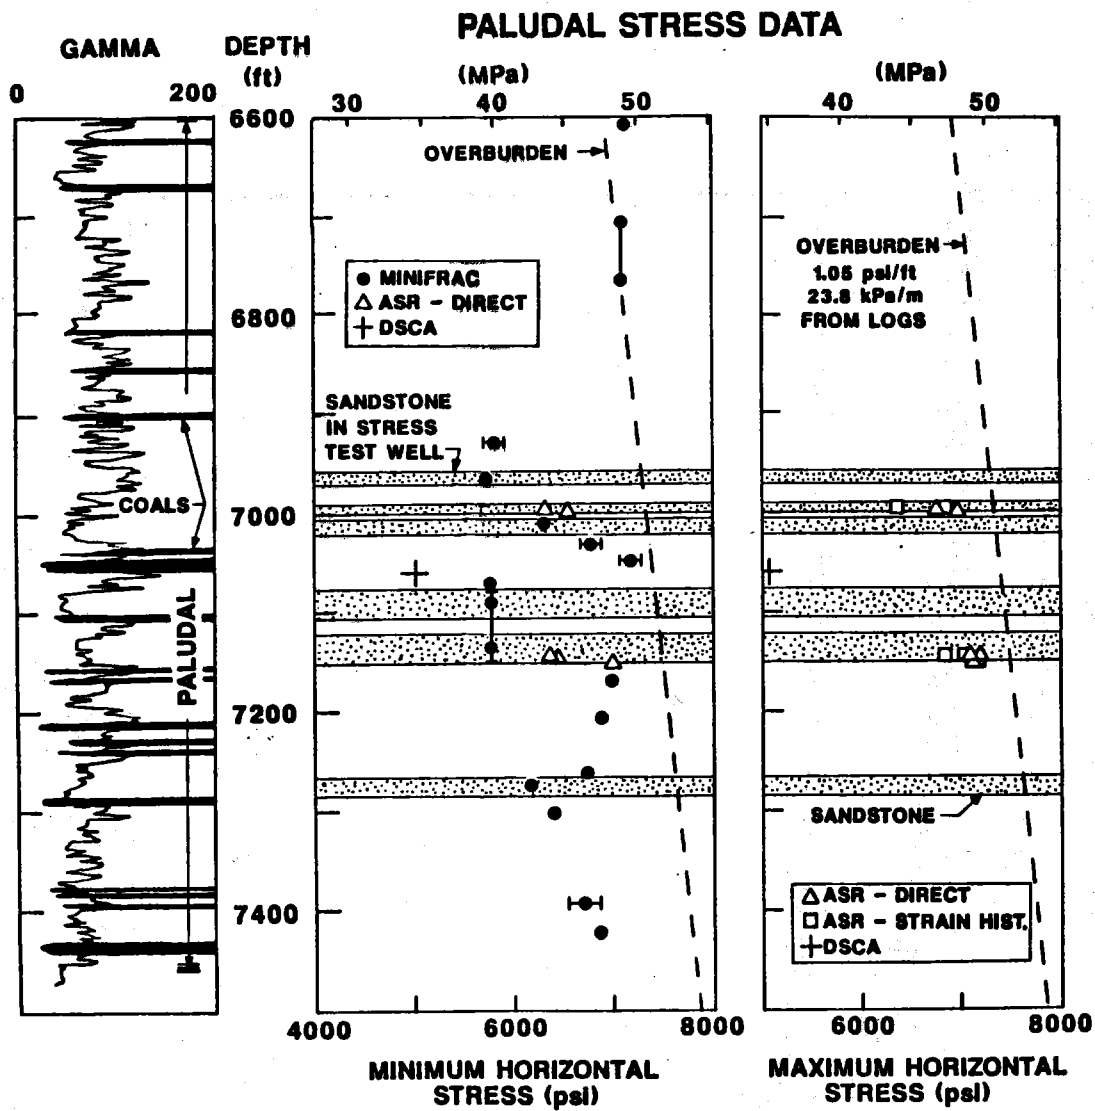 PALUDAL STRESS DATA
GAMMA
DEPTH
(ft)
(MPa)
(MPa)
0
200
30
40
50
40
50
6600
OVERBURDEN
OVERBURDEN
1.05 psi/ft
23.8 kPa/m
FROM LOGS
MINIFRAC
ASR - DIRECT
DSCA
6800
SANDSTONE
IN STRESS
TEST WELL
COALS
7000
PALUDAL
7200
SANDSTONE
ASR - DIRECT
ASR - STRAIN HIST.
DSCA
7400
4000
6000
8000
6000
8000
MINIMUM HORIZONTAL
STRESS (psi)
MAXIMUM HORIZONTAL
STRESS (psi)